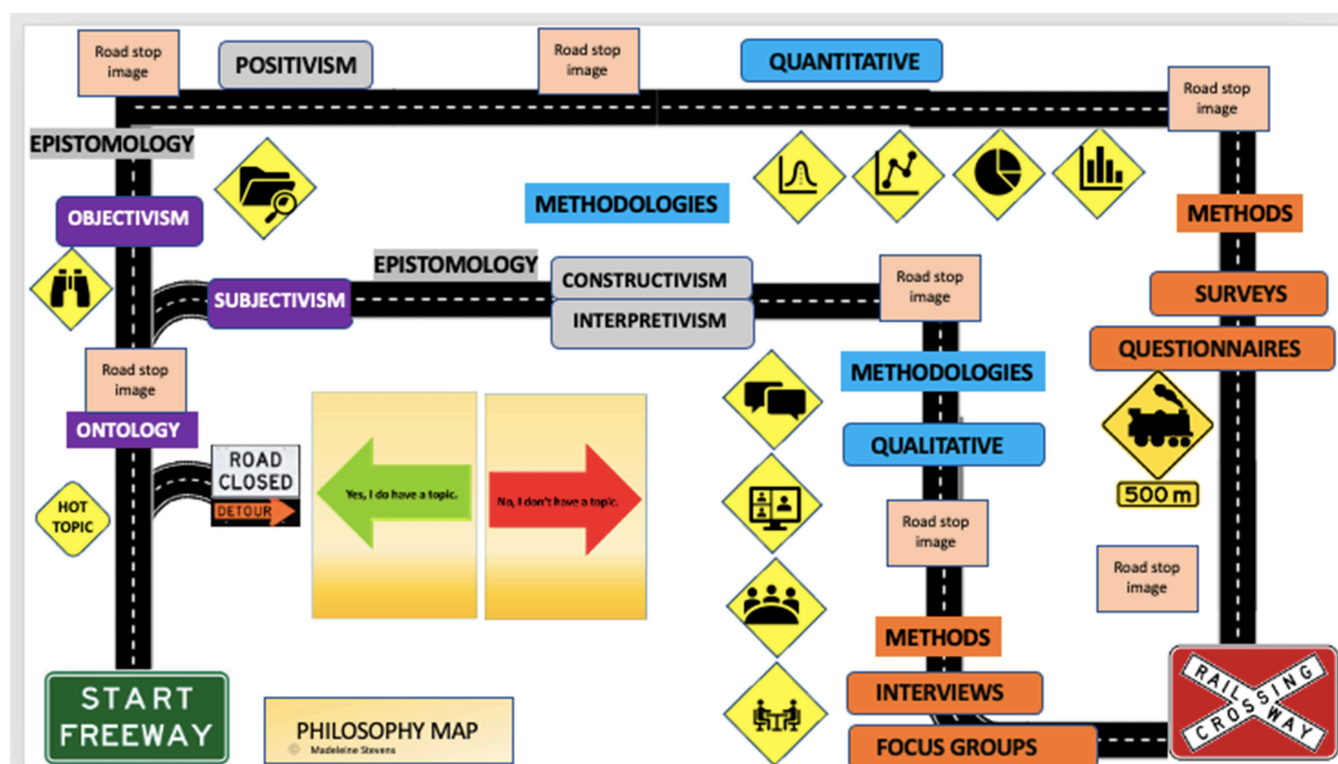 Road stop
image
POSITIVISM
Road stop
image
QUANTITATIVE
Road stop
image
EPISTOMOLOGY
OBJECTIVISM
METHODOLOGIES
METHODS
EPISTOMOLOGY
SUBJECTIVISM
CONSTRUCTIVISM
INTERPRETIVISM
Road stop
image
SURVEYS
QUESTIONNAIRES
Road stop
image
ONTOLOGY
METHODOLOGIES
QUALITATIVE
ROAD
CLOSED
DETOUR
HOT
TOPIC
Yes, I do have a topic.
No, I don't have a topic.
500 m
Road stop
image
Road stop
image
METHODS
START
FREEWAY
PHILOSOPHY MAP
Madeleine Stevens
INTERVIEWS
FOCUS GROUPS
RAILWAY
CROSSING